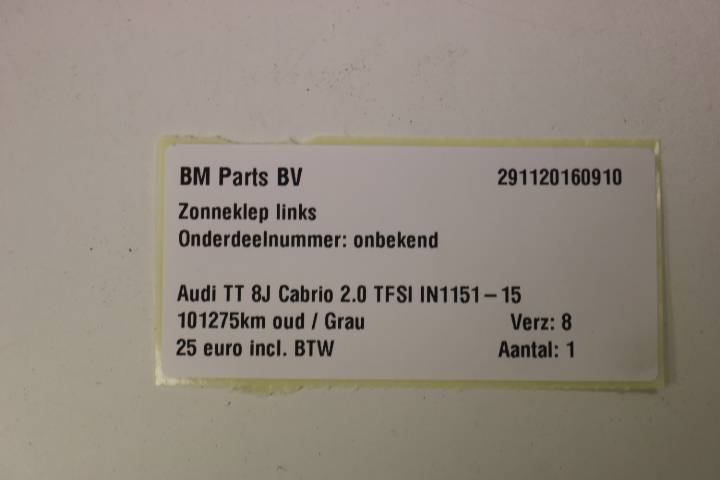 BM Parts BV 291120160910
Zonneklep links
Onderdeelnummer: onbekend
Audi TT 8J Cabrio 2.0 TFSI IN1151-15
101275km oud / Grau Verz: 8
25 euro incl. BTW Aantal: 1